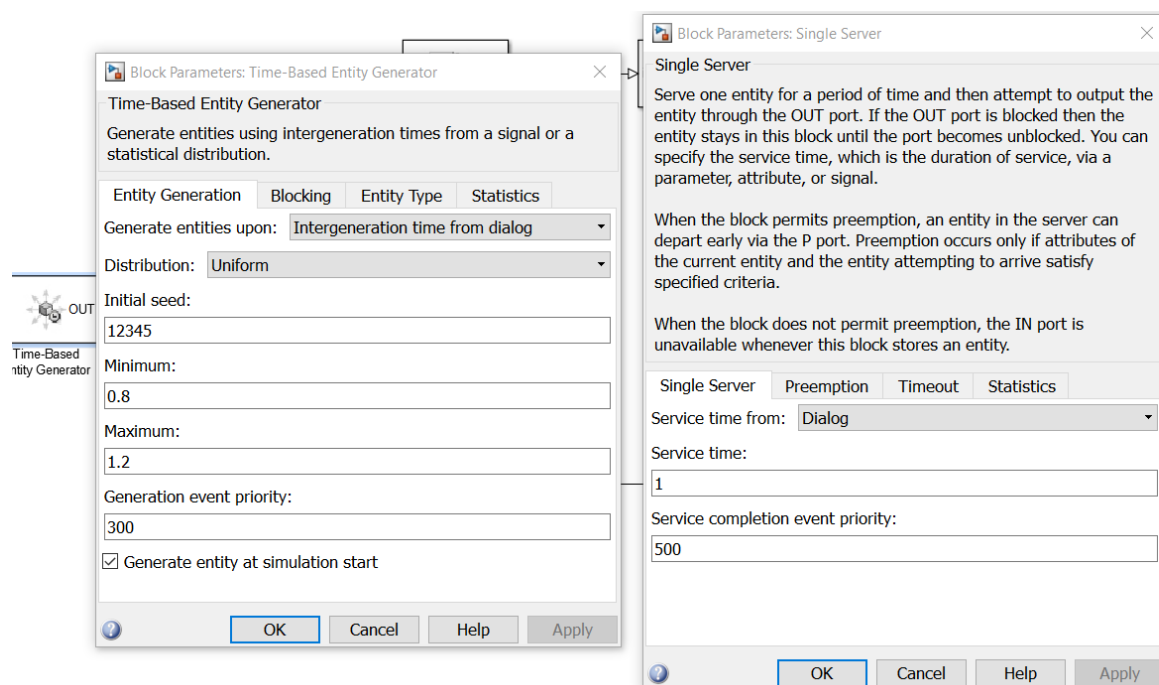 OUT
Time-Based
ntity Generator
Block Parameters: Time-Based Entity Generator
Time-Based Entity Generator
Generate entities using intergeneration times from a signal or a
statistical distribution.
Entity Generation Blocking Entity Type Statistics
Generate entities upon: Intergeneration time from dialog
Distribution: Uniform
Initial seed:
12345
Minimum:
0.8
Maximum:
1.2
Generation event priority:
300
Generate entity at simulation start
OK Cancel Help Apply
Block Parameters: Single Server
Single Server
Serve one entity for a period of time and then attempt to output the
entity through the OUT port. If the OUT port is blocked then the
entity stays in this block until the port becomes unblocked. You can
specify the service time, which is the duration of service, via a
parameter, attribute, or signal.
When the block permits preemption, an entity in the server can
depart early via the P port. Preemption occurs only if attributes of
the current entity and the entity attempting to arrive satisfy
specified criteria.
When the block does not permit preemption, the IN port is
unavailable whenever this block stores an entity.
Single Server Preemption Timeout Statistics
Service time from: Dialog
Service time:
1
Service completion event priority:
500
OK Cancel Help Apply